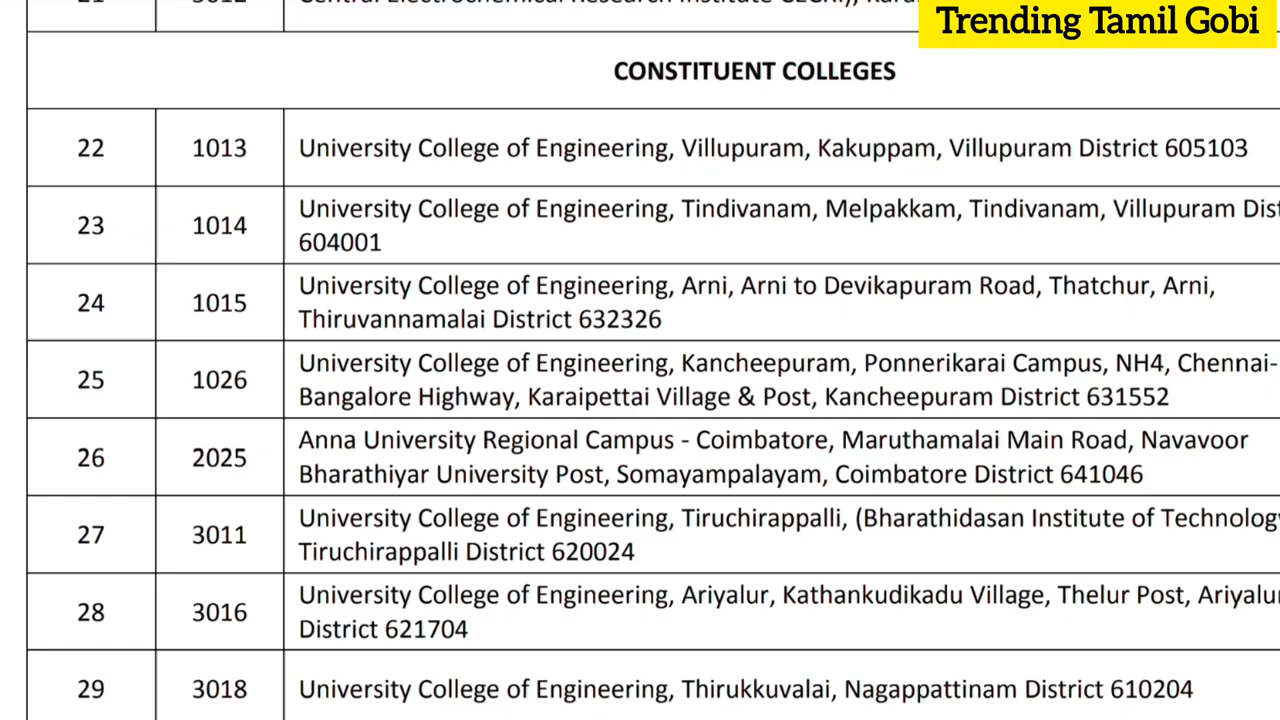 Trending Tamil Gobi
CONSTITUENT COLLEGES
22 1013 University College of Engineering, Villupuram, Kakuppam, Villupuram District 605103
23 1014 University College of Engineering, Tindivanam, Melpakkam, Tindivanam, Villupuram Dist
604001
24 1015 University College of Engineering, Arni, Arni to Devikapuram Road, Thatchur, Arni,
Thiruvannamalai District 632326
25 1026 University College of Engineering, Kancheepuram, Ponnerikarai Campus, NH4, Chennai-
Bangalore Highway, Karaipettai Village & Post, Kancheepuram District 631552
26 2025 Anna University Regional Campus - Coimbatore, Maruthamalai Main Road, Navavoor
Bharathiyar University Post, Somayampalayam, Coimbatore District 641046
27 3011 University College of Engineering, Tiruchirappalli, (Bharathidasan Institute of Technology
Tiruchirappalli District 620024
28 3016 University College of Engineering, Ariyalur, Kathankudikadu Village, Thelur Post, Ariyalur
District 621704
29 3018 University College of Engineering, Thirukkuvalai, Nagappattinam District 610204